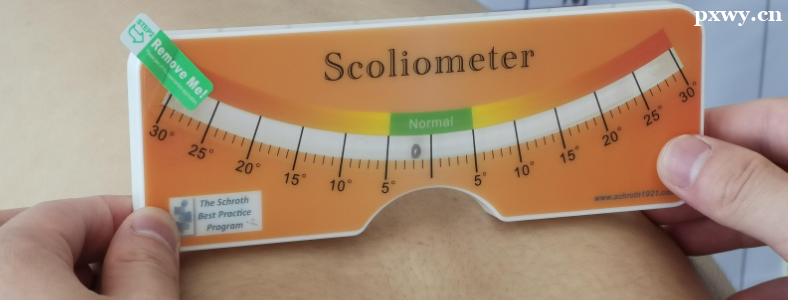 pxwy.cn
STEP1
Remove Me!
Scoliometer
Normal
0
30° 25° 20° 15° 10° 5° 5° 10° 15° 20° 25° 30°
The Schroth
Best Practice
Program
www.schroth1921.com